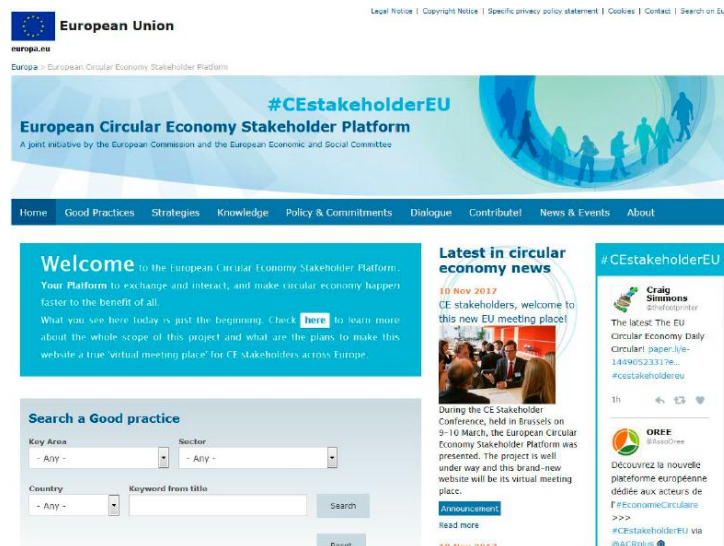 Legal Notice | Copyright Notice | Specific privacy policy statement | Cookies | Contact | Search on Eu
European Union
europa.eu
Europa > European Circular Economy Stakeholder Platform
#CEstakeholderEU
European Circular Economy Stakeholder Platform
A joint initiative by the European Commission and the European Economic and Social Committee
Home Good Practices Strategies Knowledge Policy & Commitments Dialogue Contribute! News & Events About
Welcome to the European Circular Economy Stakeholder Platform.
Your Platform to exchange and interact, and make circular economy happen
faster to the benefit of all.
What you see here today is just the beginning. Check here to learn more
about the whole scope of this project and what are the plans to make this
website a true 'virtual meeting place' for CE stakeholders across Europe.
Search a Good practice
Key Area Sector
- Any - - Any -
Country Keyword from title
- Any - Search
Reset
Latest in circular
economy news
10 Nov 2017
CE stakeholders, welcome to
this new EU meeting place!
During the CE Stakeholder
Conference, held in Brussels on
9-10 March, the European Circular
Economy Stakeholder Platform was
presented. The project is well
under way and this brand-new
website will be its virtual meeting
place.
Announcement
Read more
10 Nov 2017
#CEstakeholderEU
Craig
Simmons
@thefootprinter
The latest The EU
Circular Economy Daily
Circular! paper.li/e-
1449052331?e...
#cestakeholdereu
1h
OREE
@AssoOree
Découvrez la nouvelle
plateforme européenne
dédiée aux acteurs de
l'#EconomieCirculaire
>>>
#CEstakeholderEU via
@ACRplus